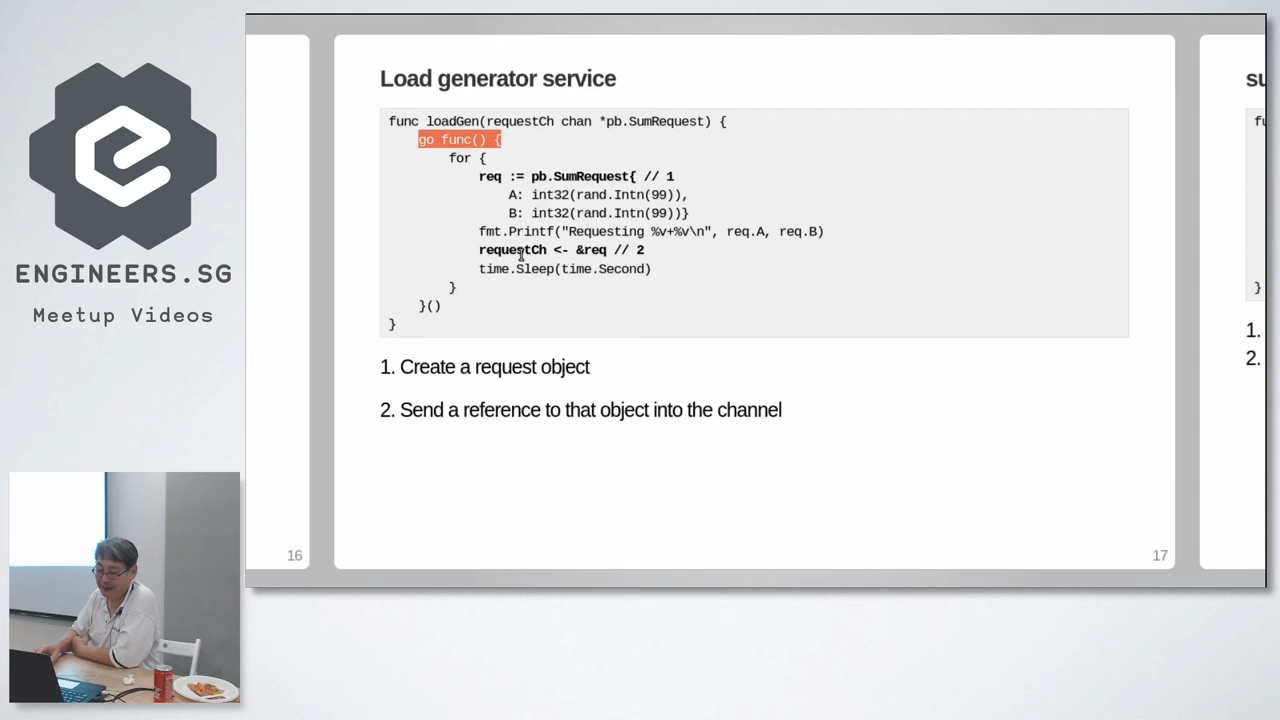 ENGINEERS.SG
Meetup Videos
16
Load generator service
func loadGen(requestCh chan *pb.SumRequest) {
go func() {
for {
req := pb.SumRequest{ // 1
A: int32(rand.Intn(99)),
B: int32(rand.Intn(99))}
fmt.Printf("Requesting %v+%v\n", req.A, req.B)
requestCh <- &req // 2
time.Sleep(time.Second)
}
}()
}
1. Create a request object
2. Send a reference to that object into the channel
17
su
fu
}
1.
2.